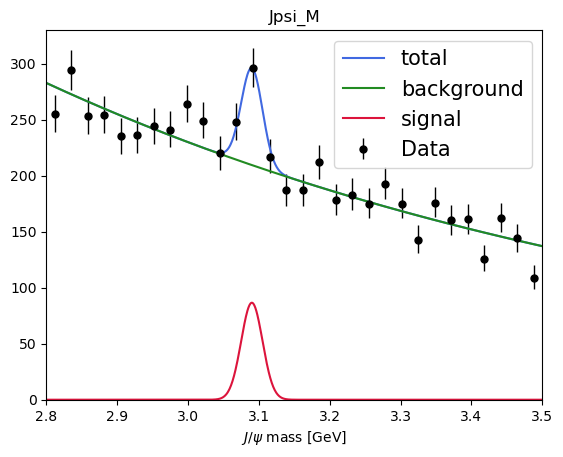 Jpsi_M
total
background
signal
Data
300
250
200
150
100
50
0
2.8 2.9 3.0 3.1 3.2 3.3 3.4 3.5
J/ψ mass [GeV]